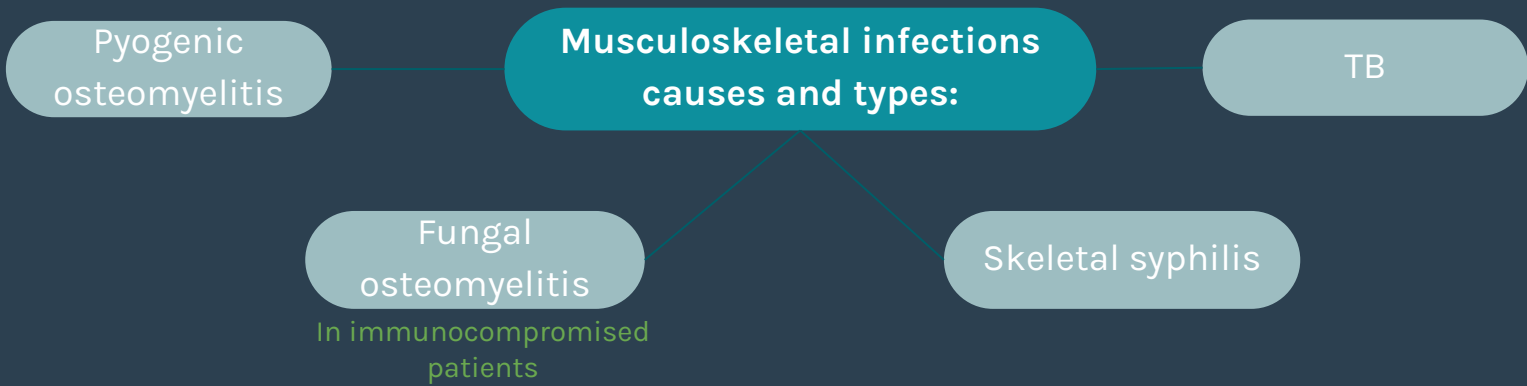 Pyogenic
osteomyelitis
Musculoskeletal infections
causes and types:
TB
Fungal
osteomyelitis
In immunocompromised
patients
Skeletal syphilis